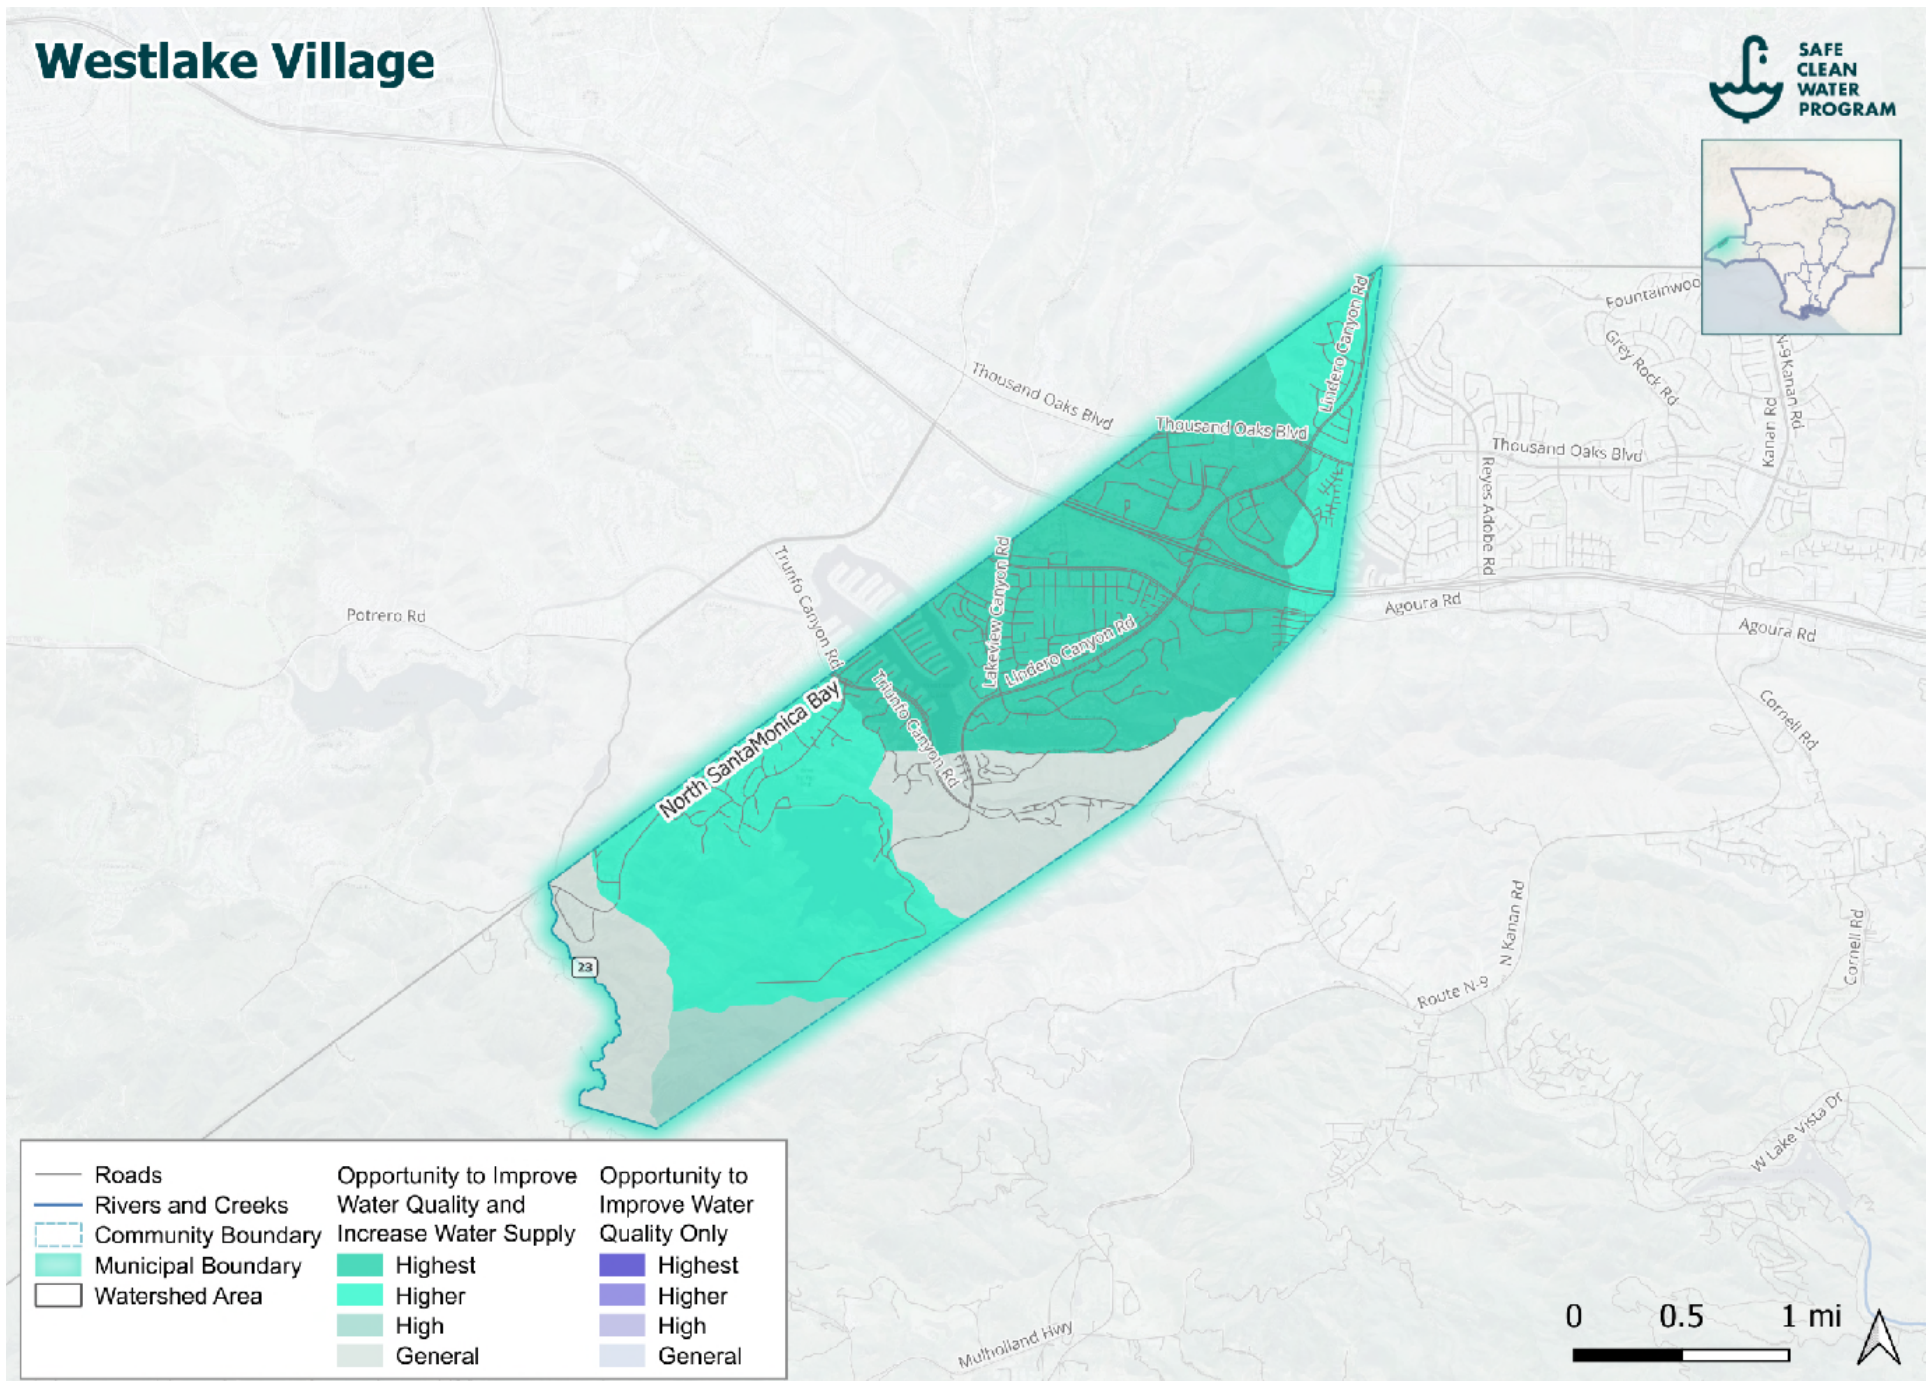 Westlake Village
SAFE
CLEAN
WATER
PROGRAM
Fountainwoo
Grey Rock Rd
N-9 Kanan Rd
Kanan Rd
Lindero Canyon Rd
Thousand Oaks Blvd
Thousand Oaks Blvd
Thousand Oaks Blvd
Reyes Adobe Rd
Trunfo Canyon Rd
Lakeview Canyon Rd
Potrero Rd
Agoura Rd
Agoura Rd
Lindero Canyon Rd
Triunfo Canyon Rd
North SantaMonica Bay
Cornell Rd
23
N Kanan Rd
Cornell Rd
Route N-9
W Lake Vista Dr
Mulholland Hwy
Roads
Rivers and Creeks
Community Boundary
Municipal Boundary
Watershed Area
Opportunity to Improve
Water Quality and
Increase Water Supply
Highest
Higher
High
General
Opportunity to
Improve Water
Quality Only
Highest
Higher
High
General
0 0.5 1 mi